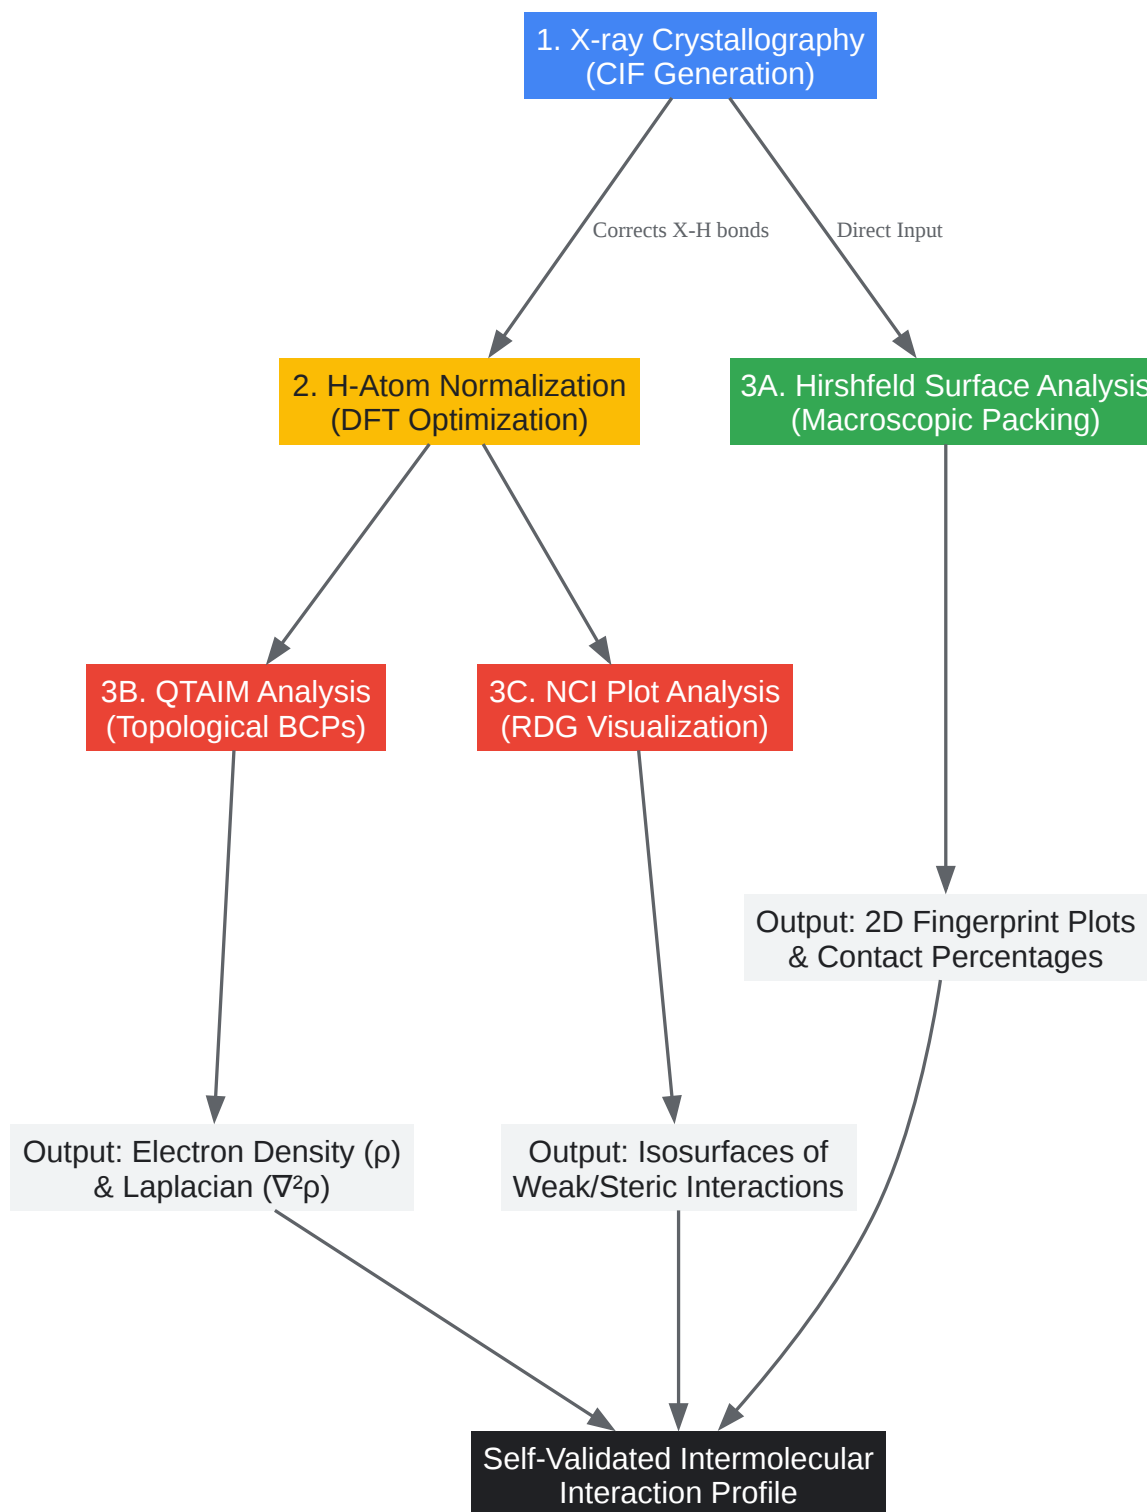 1. X-ray Crystallography
(CIF Generation)
Corrects X-H bonds
Direct Input
2. H-Atom Normalization
(DFT Optimization)
3A. Hirshfeld Surface Analysis
(Macroscopic Packing)
3B. QTAIM Analysis
(Topological BCPs)
3C. NCI Plot Analysis
(RDG Visualization)
Output: 2D Fingerprint Plots
& Contact Percentages
Output: Electron Density (ρ)
& Laplacian (∇²ρ)
Output: Isosurfaces of
Weak/Steric Interactions
Self-Validated Intermolecular
Interaction Profile